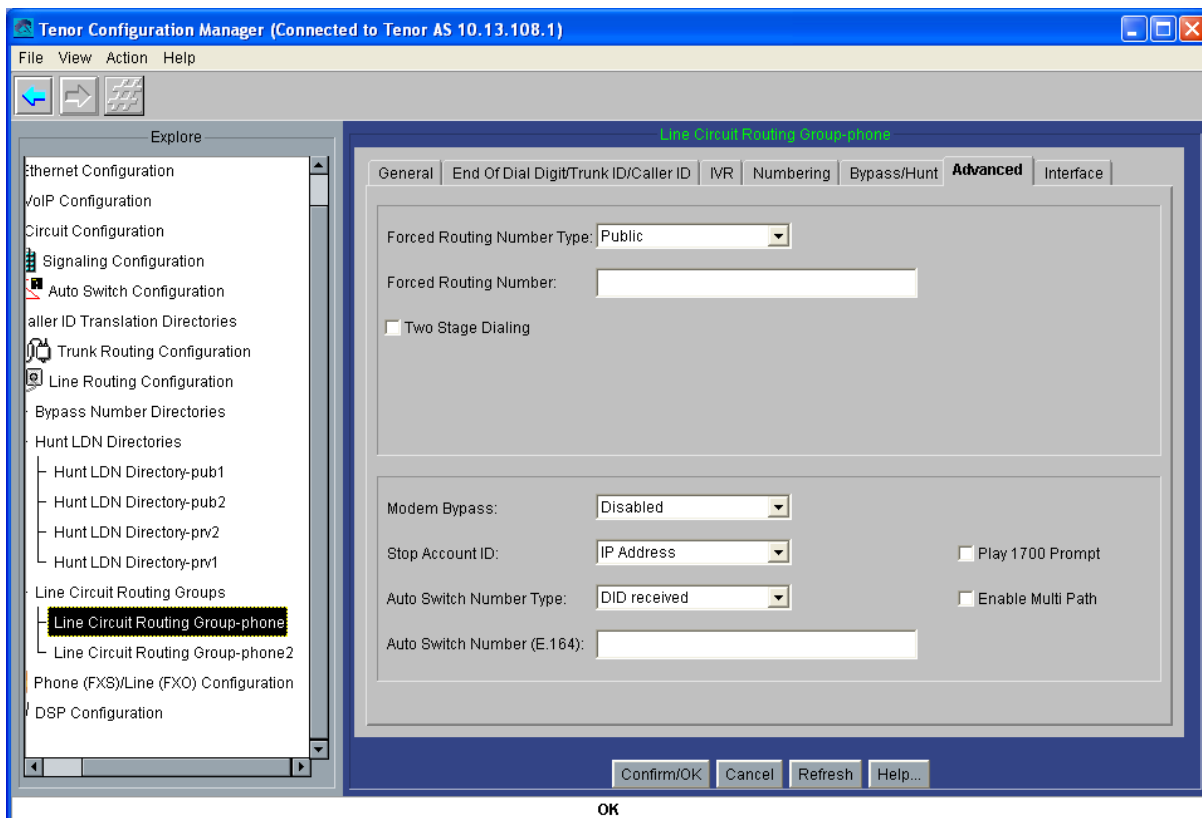 Tenor Configuration Manager (Connected to Tenor AS 10.13.108.1)
File View Action Help
Explore
Ethernet Configuration
VoIP Configuration
Circuit Configuration
Signaling Configuration
Auto Switch Configuration
aller ID Translation Directories
Trunk Routing Configuration
Line Routing Configuration
Bypass Number Directories
Hunt LDN Directories
Hunt LDN Directory-pub1
Hunt LDN Directory-pub2
Hunt LDN Directory-prv2
Hunt LDN Directory-prv1
Line Circuit Routing Groups
Line Circuit Routing Group-phone
Line Circuit Routing Group-phone2
Phone (FXS)/Line (FXO) Configuration
DSP Configuration
Line Circuit Routing Group-phone
General End Of Dial Digit/Trunk ID/Caller ID IVR Numbering Bypass/Hunt Advanced Interface
Forced Routing Number Type: Public
Forced Routing Number:
Two Stage Dialing
Modem Bypass: Disabled
Stop Account ID: IP Address Play 1700 Prompt
Auto Switch Number Type: DID received Enable Multi Path
Auto Switch Number (E.164):
Confirm/OK Cancel Refresh Help...
OK